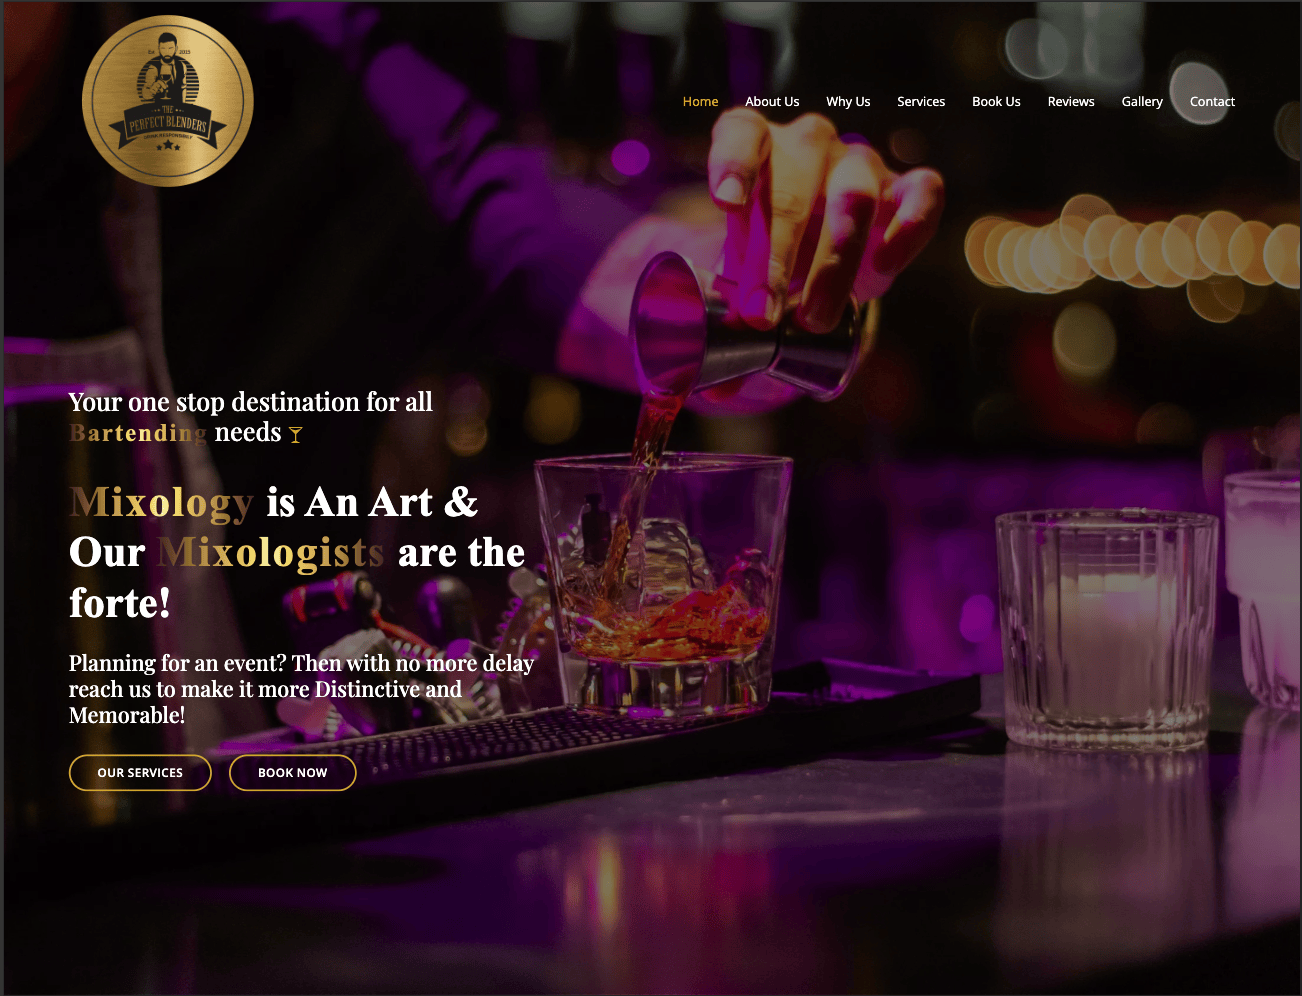 Est 2015
THE
PERFECT BLENDERS
DRINK RESPONSIBLY
Home About Us Why Us Services Book Us Reviews Gallery Contact
Your one stop destination for all
Bartending needs
Mixology is An Art &
Our Mixologists are the
forte!
Planning for an event? Then with no more delay
reach us to make it more Distinctive and
Memorable!
OUR SERVICES BOOK NOW